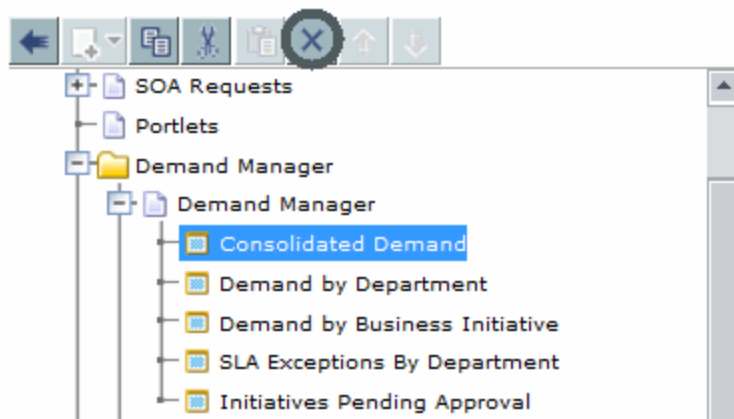 SOA Requests
Portlets
Demand Manager
Demand Manager
Consolidated Demand
Demand by Department
Demand by Business Initiative
SLA Exceptions By Department
Initiatives Pending Approval